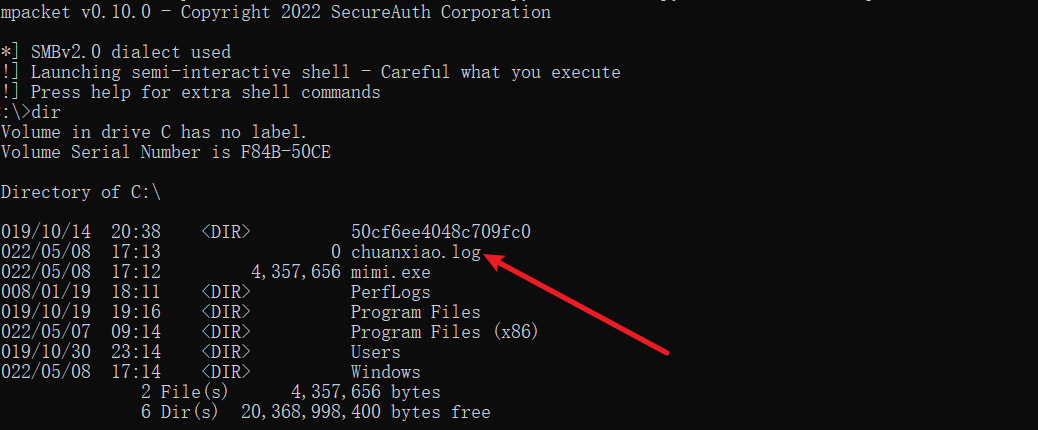 mpacket v0.10.0 - Copyright 2022 SecureAuth Corporation
*] SMBv2.0 dialect used
!] Launching semi-interactive shell - Careful what you execute
!] Press help for extra shell commands
:\>dir
Volume in drive C has no label.
Volume Serial Number is F84B-50CE
Directory of C:\
019/10/14  20:38    <DIR>          50cf6ee4048c709fc0
022/05/08  17:13                 0 chuanxiao.log
022/05/08  17:12         4,357,656 mimi.exe
008/01/19  18:11    <DIR>          PerfLogs
019/10/19  19:16    <DIR>          Program Files
022/05/07  09:14    <DIR>          Program Files (x86)
019/10/30  23:14    <DIR>          Users
022/05/08  17:14    <DIR>          Windows
2 File(s)      4,357,656 bytes
6 Dir(s)  20,368,998,400 bytes free